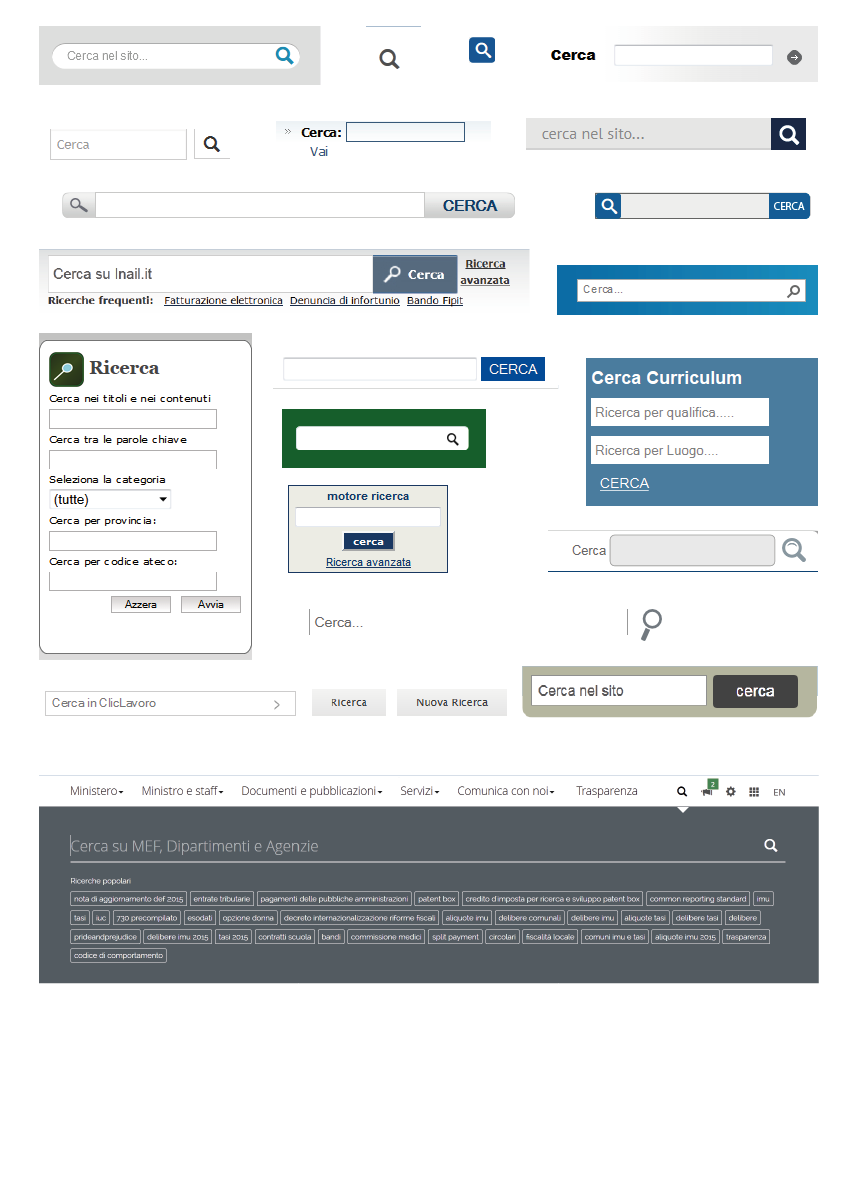 Cerca nel sito...
Cerca
Cerca
Cerca:
Vai
cerca nel sito...
CERCA
CERCA
Cerca su Inail.it
Cerca
Ricerca
avanzata
Ricerche frequenti: Fatturazione elettronica Denuncia di infortunio Bando Fipit
Cerca...
Ricerca
Cerca nei titoli e nei contenuti
Cerca tra le parole chiave
Seleziona la categoria
(tutte)
Cerca per provincia:
Cerca per codice ateco:
Azzera Avvia
CERCA
motore ricerca
cerca
Ricerca avanzata
Cerca Curriculum
Ricerca per qualifica.....
Ricerca per Luogo....
CERCA
Cerca
Cerca...
Cerca in ClicLavoro
Ricerca
Nuova Ricerca
Cerca nel sito
cerca
Ministero Ministro e staff Documenti e pubblicazioni Servizi Comunica con noi Trasparenza 2 EN
Cerca su MEF, Dipartimenti e Agenzie
Ricerche popolari
nota di aggiornamento def 2015 entrate tributarie pagamenti delle pubbliche amministrazioni patent box credito d'imposta per ricerca e sviluppo patent box common reporting standard imu
tasi iuc 730 precompilato esodati opzione donna decreto internazionalizzazione riforme fiscali aliquote imu delibere comunali delibere imu aliquote tasi delibere tasi delibere
prideandprejudice delibere imu 2015 tasi 2015 contratti scuola bandi commissione medici split payment circolari fiscalità locale comuni imu e tasi aliquote imu 2015 trasparenza
codice di comportamento